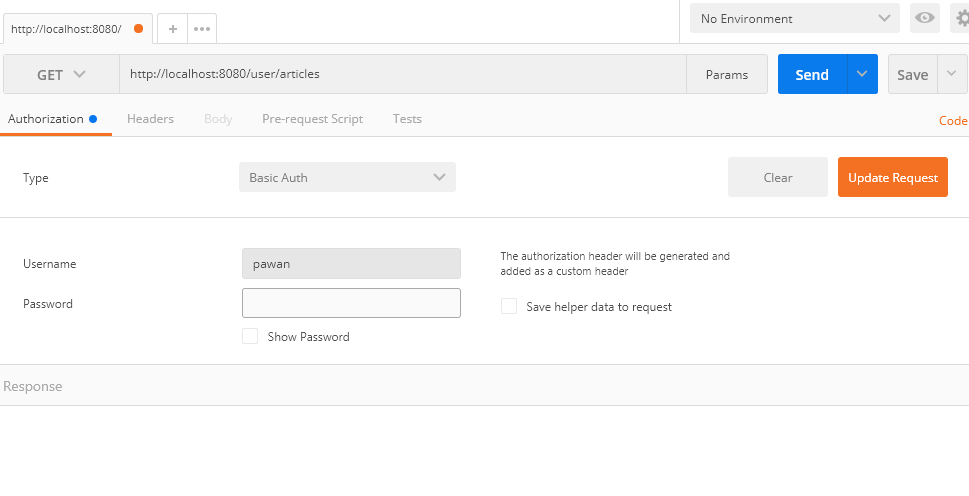 http://localhost:8080/
No Environment
GET http://localhost:8080/user/articles Params Send Save
Authorization Headers Body Pre-request Script Tests Code
Type Basic Auth Clear Update Request
Username pawan The authorization header will be generated and
added as a custom header
Password Save helper data to request
Show Password
Response